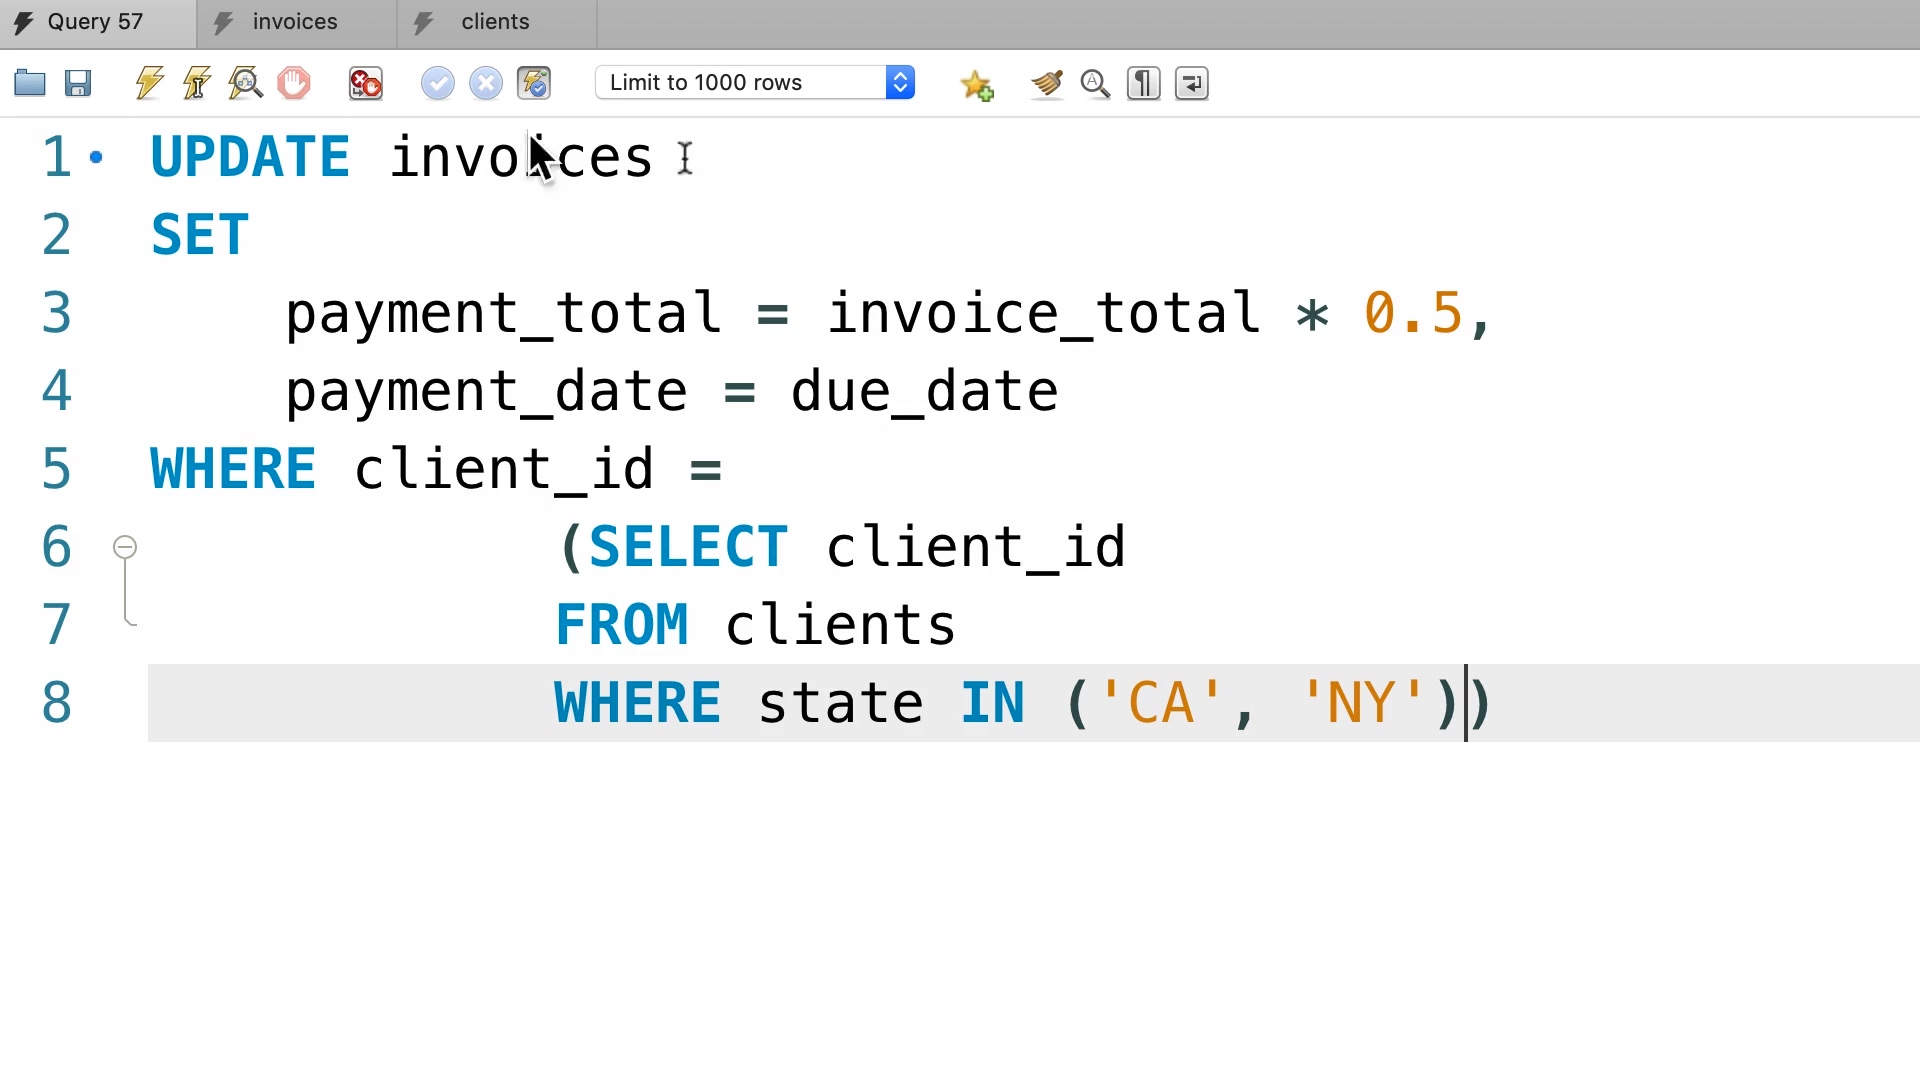 Query 57 invoices clients
Limit to 1000 rows
1 UPDATE invoices
2 SET
3 payment_total = invoice_total * 0.5,
4 payment_date = due_date
5 WHERE client_id =
6 (SELECT client_id
7 FROM clients
8 WHERE state IN ('CA', 'NY'))